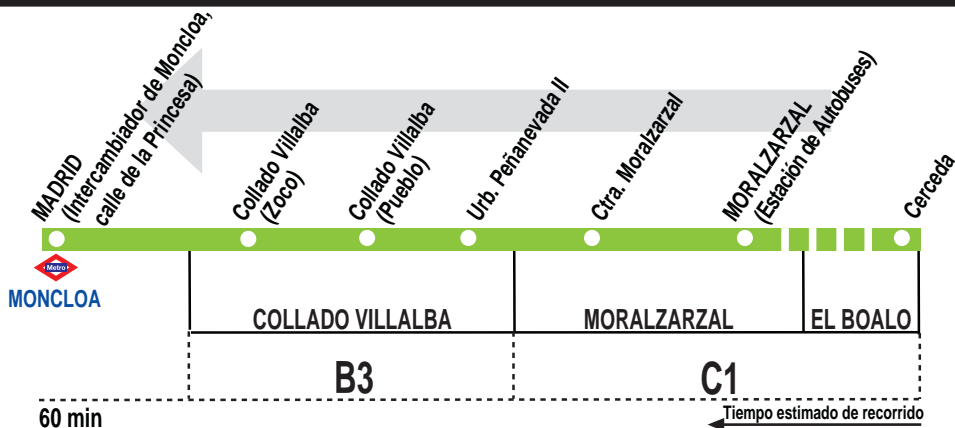 MADRID
(Intercambiador de Moncloa,
calle de la Princesa)
Collado Villalba
(Zoco)
Collado Villalba
(Pueblo)
Urb. Peñanevada II
Ctra. Moralzarzal
MORALZARZAL
(Estación de Autobuses)
Cerceda
Metro
MONCLOA
COLLADO VILLALBA
MORALZARZAL
EL BOALO
B3
C1
60 min
Tiempo estimado de recorrido